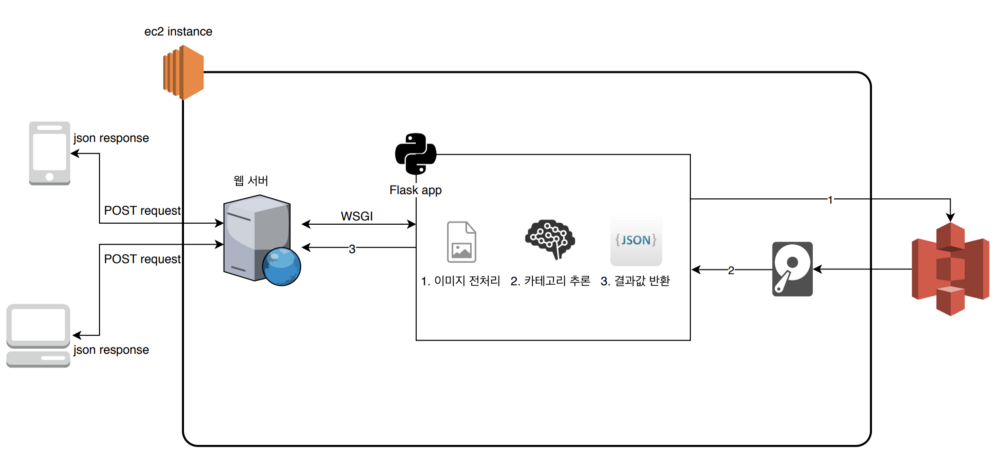 ec2 instance
json response
POST request
POST request
json response
웹 서버
WSGI
3
Flask app
{JSON}
1. 이미지 전처리
2. 카테고리 추론
3. 결과값 반환
1
2